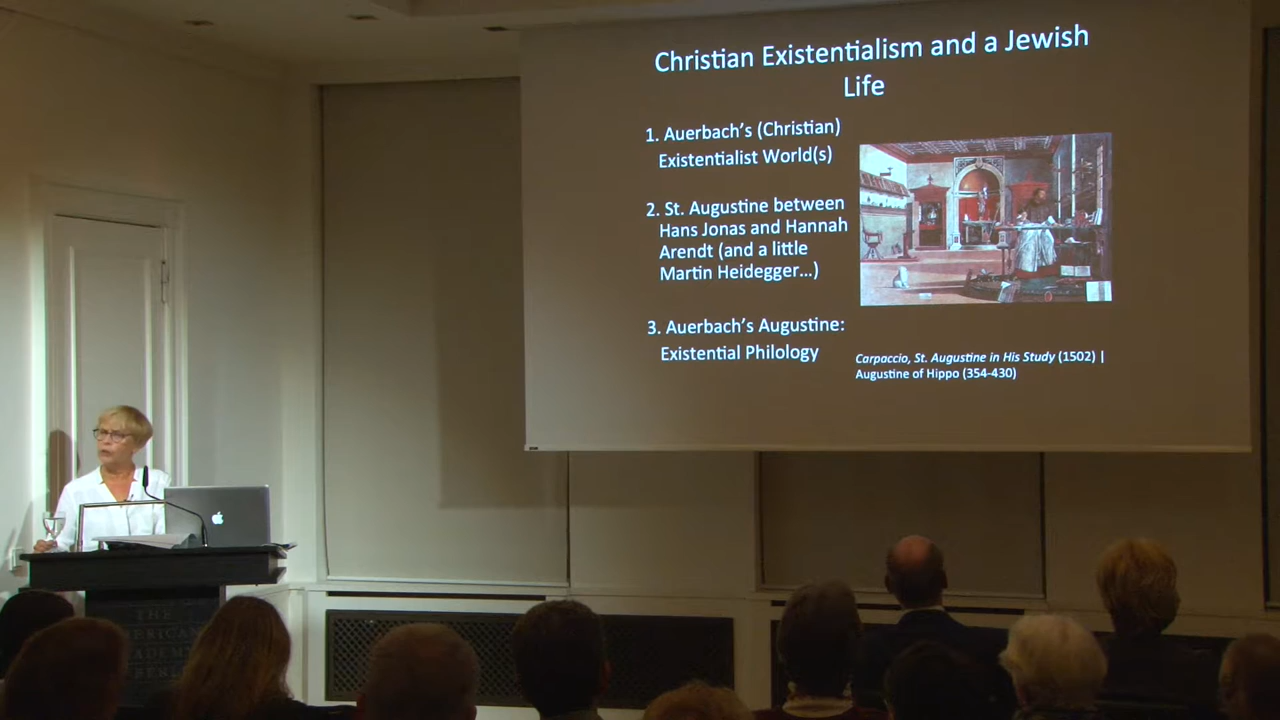 Christian Existentialism and a Jewish
Life
1. Auerbach's (Christian)
Existentialist World(s)
2. St. Augustine between
Hans Jonas and Hannah
Arendt (and a little
Martin Heidegger...)
3. Auerbach's Augustine:
Existential Philology
Carpaccio, St. Augustine in His Study (1502) |
Augustine of Hippo (354-430)
THE